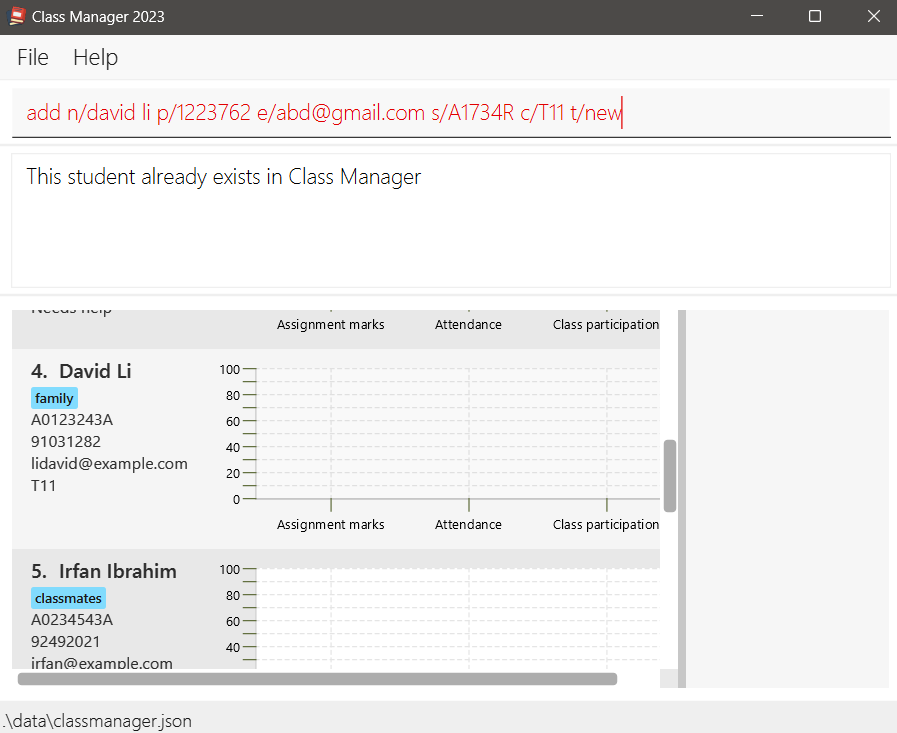 Class Manager 2023
File Help
add n/david li p/1223762 e/abd@gmail.com s/A1734R c/T11 t/new
This student already exists in Class Manager
Needs help
Assignment marks Attendance Class participation
4. David Li
family
A0123243A
91031282
lidavid@example.com
T11
100
80
60
40
20
0
Assignment marks Attendance Class participation
5. Irfan Ibrahim
classmates
A0234543A
92492021
irfan@example.com
100
80
60
40
.\data\classmanager.json